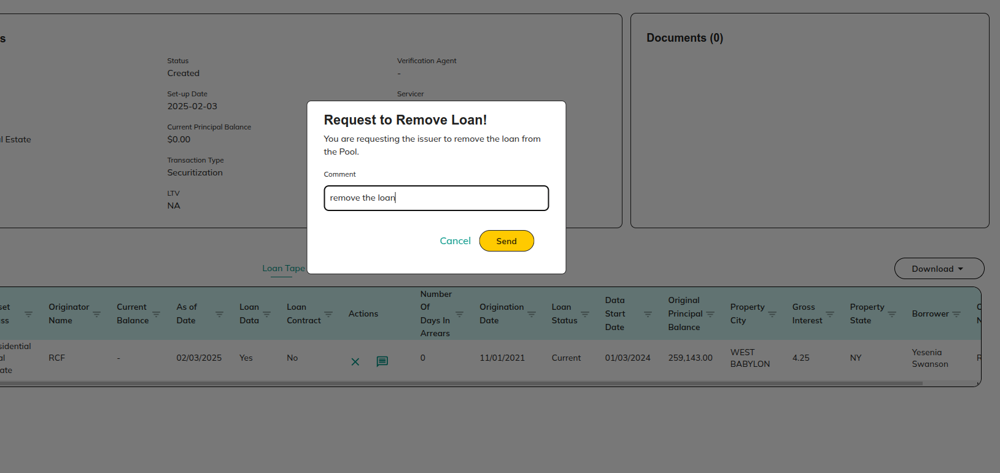 s
Documents (0)
Status
Created
Verification Agent
-
Set-up Date
2025-02-03
Servicer
Current Principal Balance
$0.00
l Estate
Transaction Type
Securitization
LTV
NA
Request to Remove Loan!
You are requesting the issuer to remove the loan from
the Pool.
Comment
remove the loan
Cancel
Send
Loan Tape
Download
set
ss
Originator
Name
Current
Balance
As of
Date
Loan
Data
Loan
Contract
Actions
Number
Of
Days In
Arrears
Origination
Date
Loan
Status
Data
Start
Date
Original
Principal
Balance
Property
City
Gross
Interest
Property
State
Borrower
sidential
al
ate
RCF
-
02/03/2025
Yes
No
0
11/01/2021
Current
01/03/2024
259,143.00
WEST
BABYLON
4.25
NY
Yesenia
Swanson